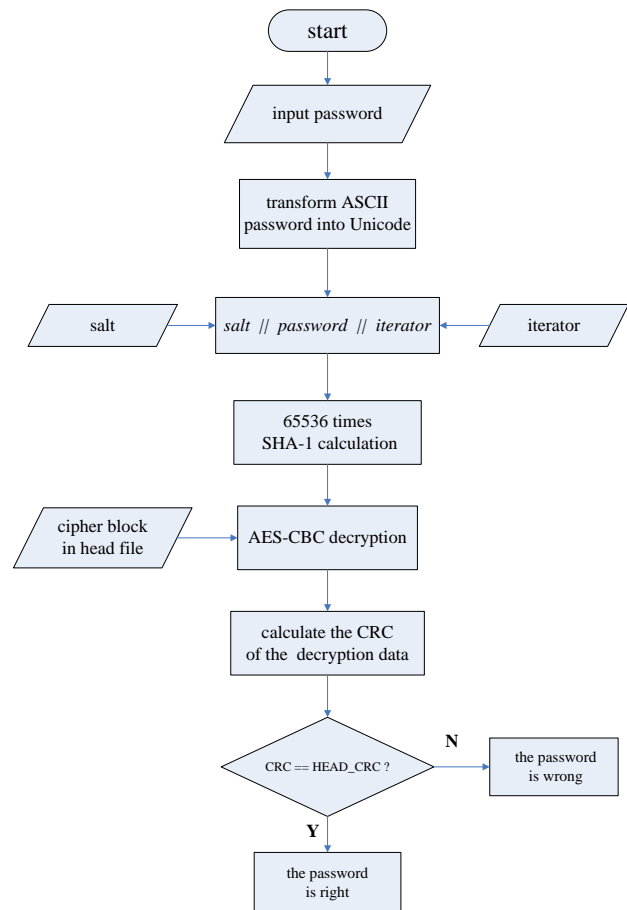 start
input password
transform ASCII
password into Unicode
salt
salt || password || iterator
iterator
65536 times
SHA-1 calculation
cipher block
in head file
AES-CBC decryption
calculate the CRC
of the decryption data
CRC == HEAD_CRC ?
N
the password
is wrong
Y
the password
is right